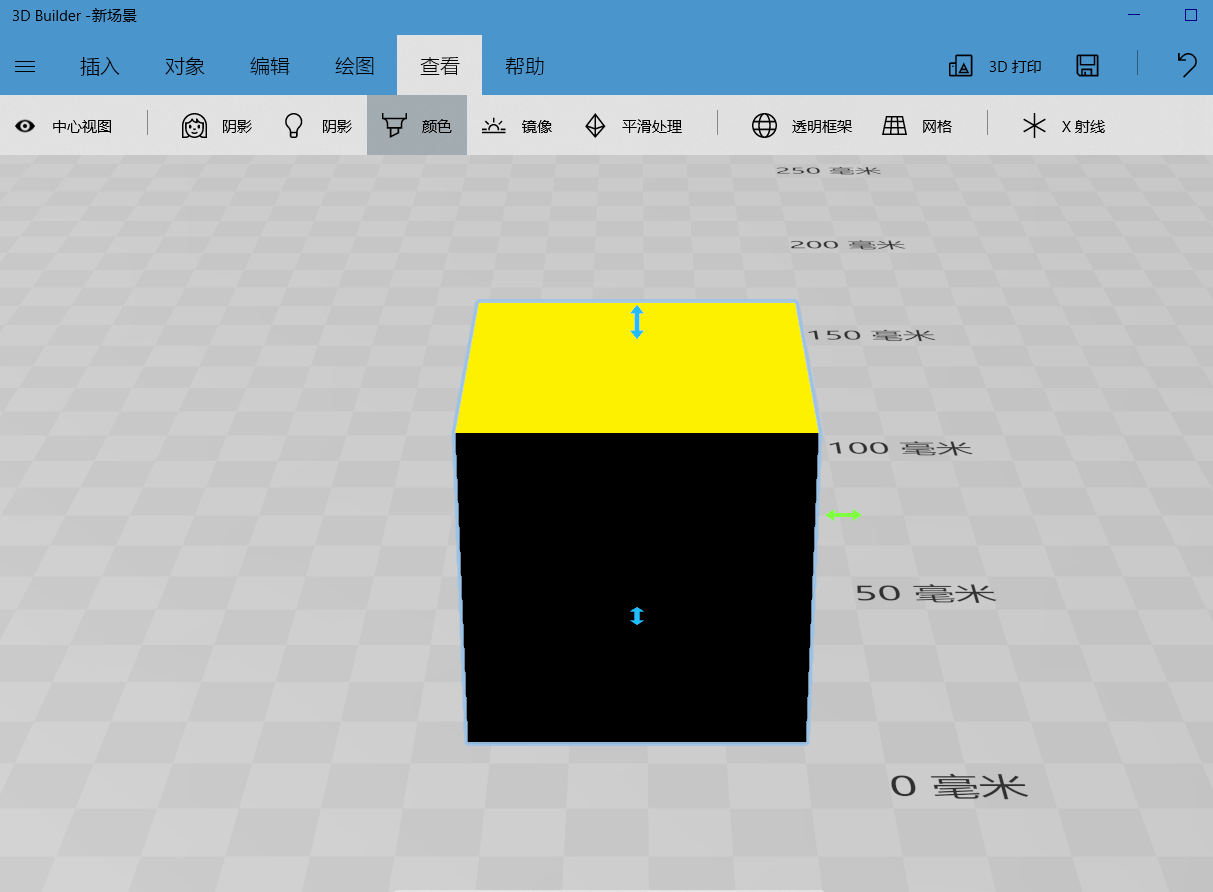 3D Builder -新场景
插入 对象 编辑 绘图 查看 帮助 3D 打印
中心视图 阴影 阴影 颜色 镜像 平滑处理 透明框架 网格 X 射线
250 毫米
200 毫米
150 毫米
100 毫米
50 毫米
0 毫米